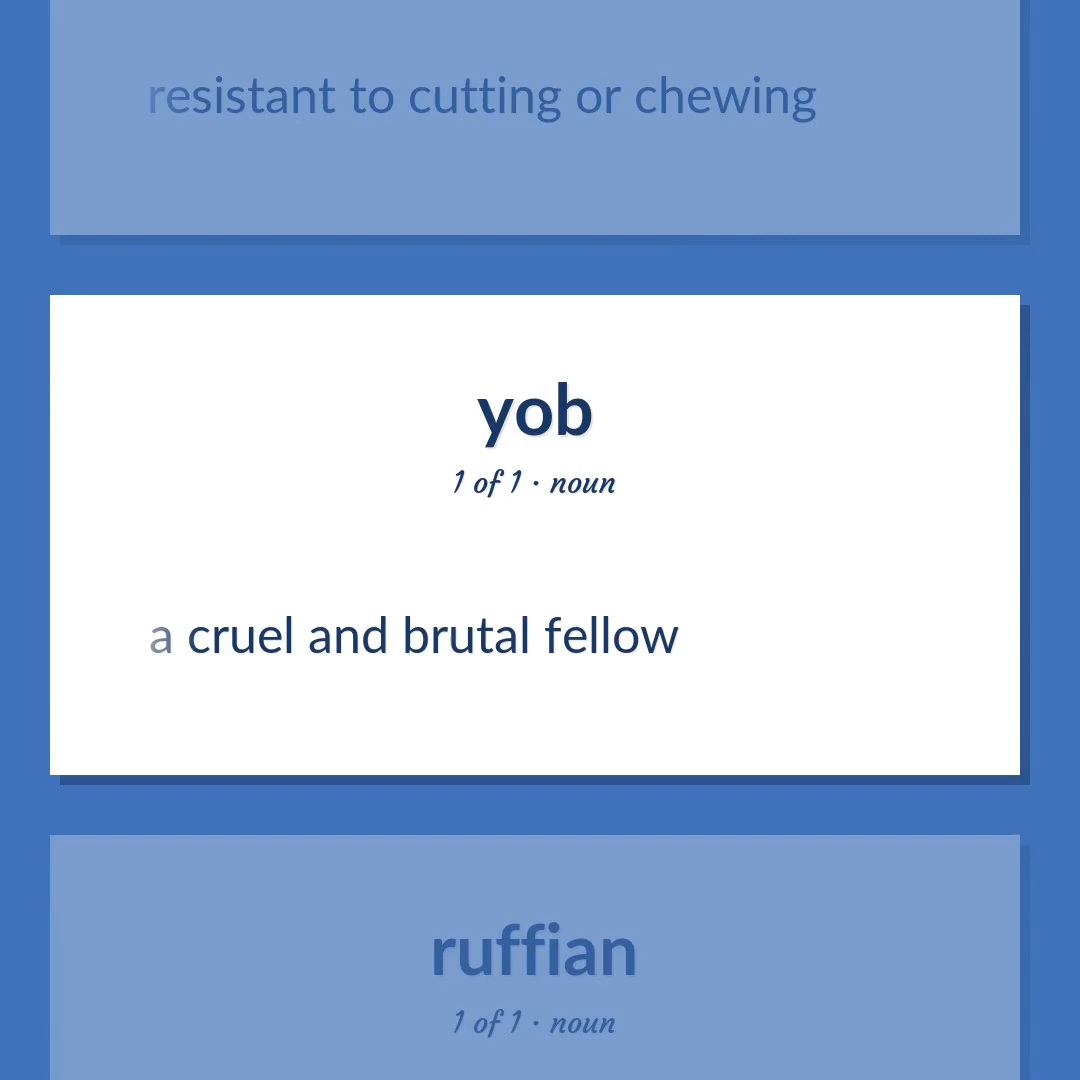 resistant to cutting or chewing
yob
1 of 1 · noun
a cruel and brutal fellow
ruffian
1 of 1 · noun